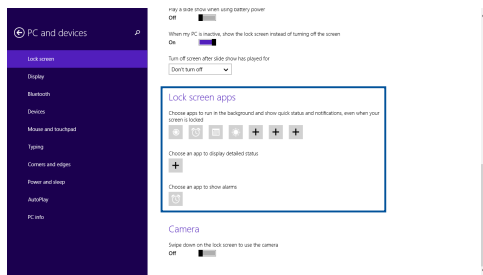 PC and devices
Lock screen
Display
Bluetooth
Devices
Mouse and touchpad
Typing
Corners and edges
Power and sleep
AutoPlay
PC info
Play a slide show when using battery power
Off
When my PC is inactive, show the lock screen instead of turning off the screen
On
Turn off screen after slide show has played for
Don't turn off
Lock screen apps
Choose apps to run in the background and show quick status and notifications, even when your
screen is locked
Choose an app to display detailed status
Choose an app to show alarms
Camera
Swipe down on the lock screen to use the camera
Off